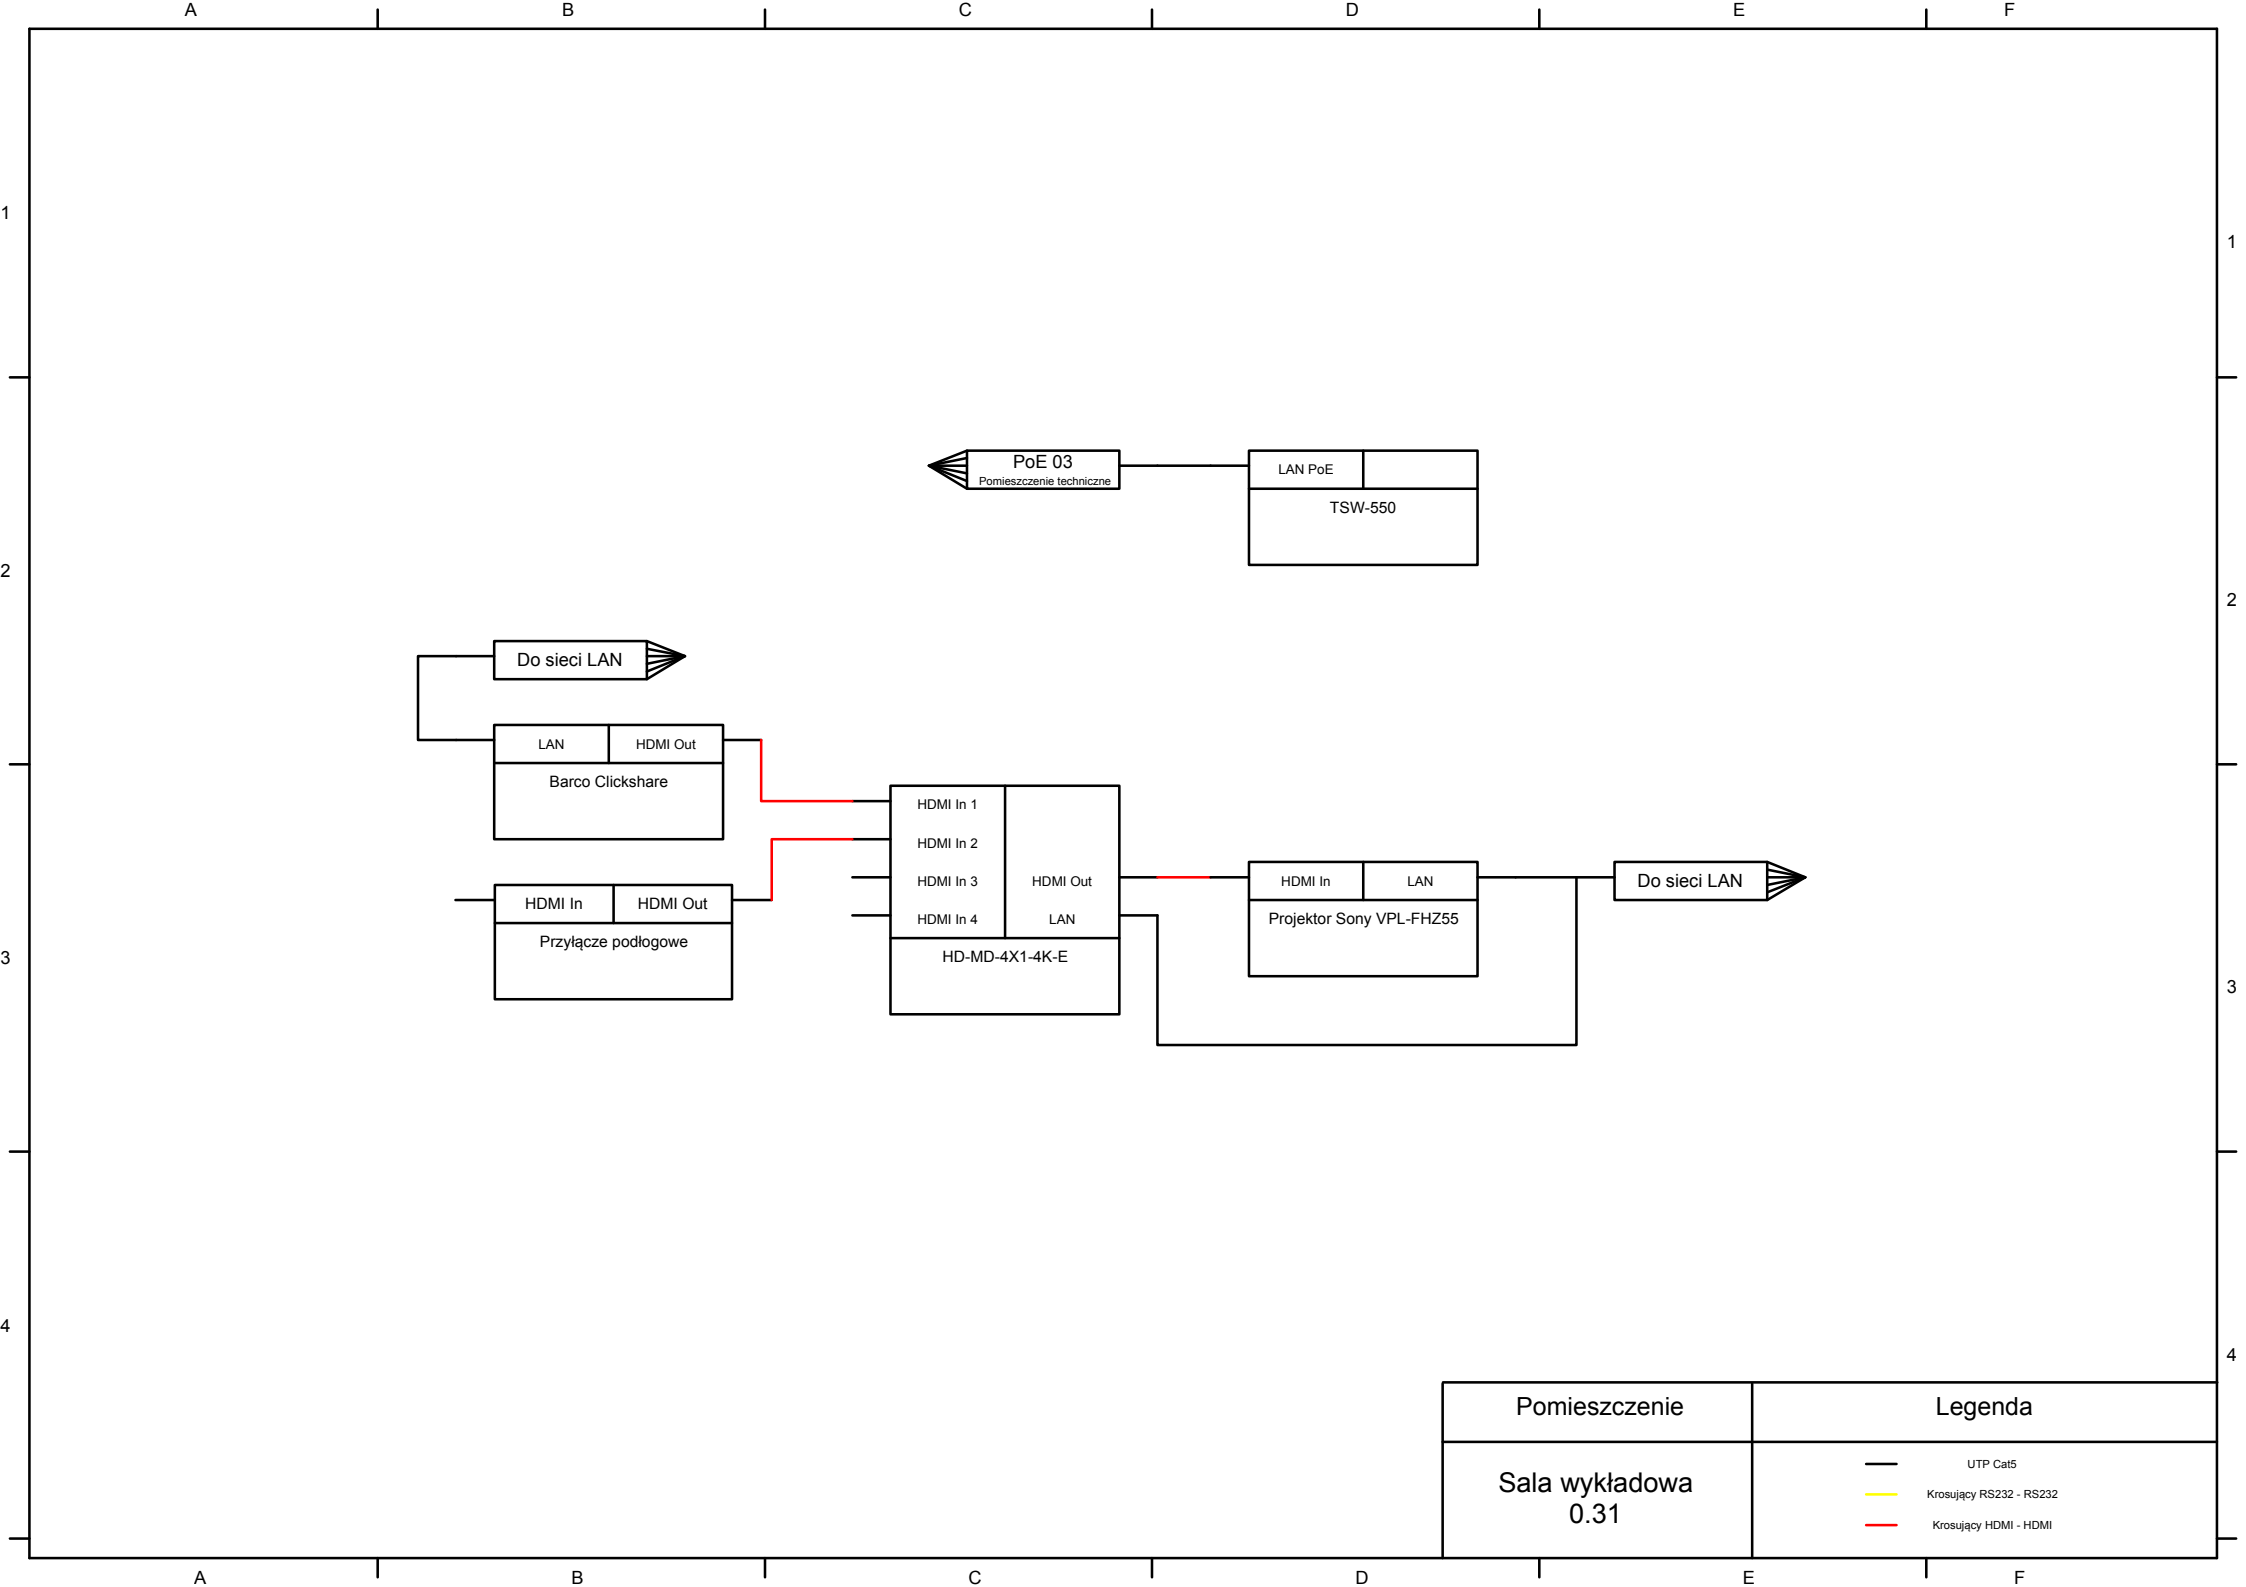 A
B
C
D
E
F
1
1
PoE 03
Pomieszczenie techniczne
LAN PoE
TSW-550
2
2
Do sieci LAN
LAN
HDMI Out
Barco Clickshare
HDMI In 1
HDMI In 2
HDMI In 3
HDMI Out
HDMI In 4
LAN
HD-MD-4X1-4K-E
HDMI In
LAN
Projektor Sony VPL-FHZ55
Do sieci LAN
HDMI In
HDMI Out
Przyłącze podłogowe
3
3
4
4
Pomieszczenie
Legenda
Sala wykładowa
0.31
UTP Cat5
Krosujący RS232 - RS232
Krosujący HDMI - HDMI
A
B
C
D
E
F